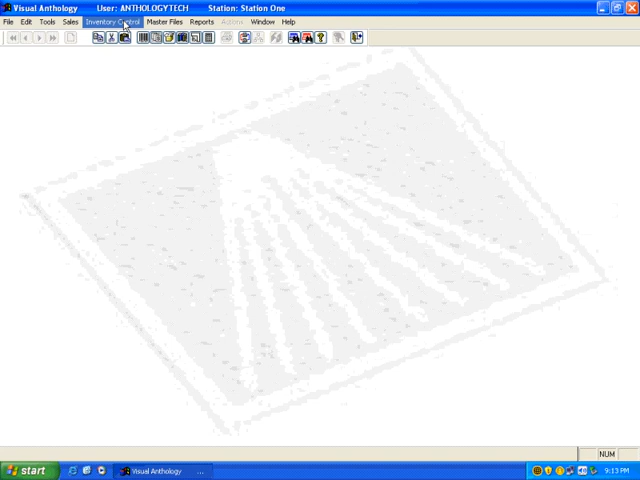 Visual Anthology User: ANTHOLOGYTECH Station: Station One
File Edit Tools Sales Inventory Control Master Files Reports Actions Window Help
NUM
start Visual Anthology ... 9:13 PM